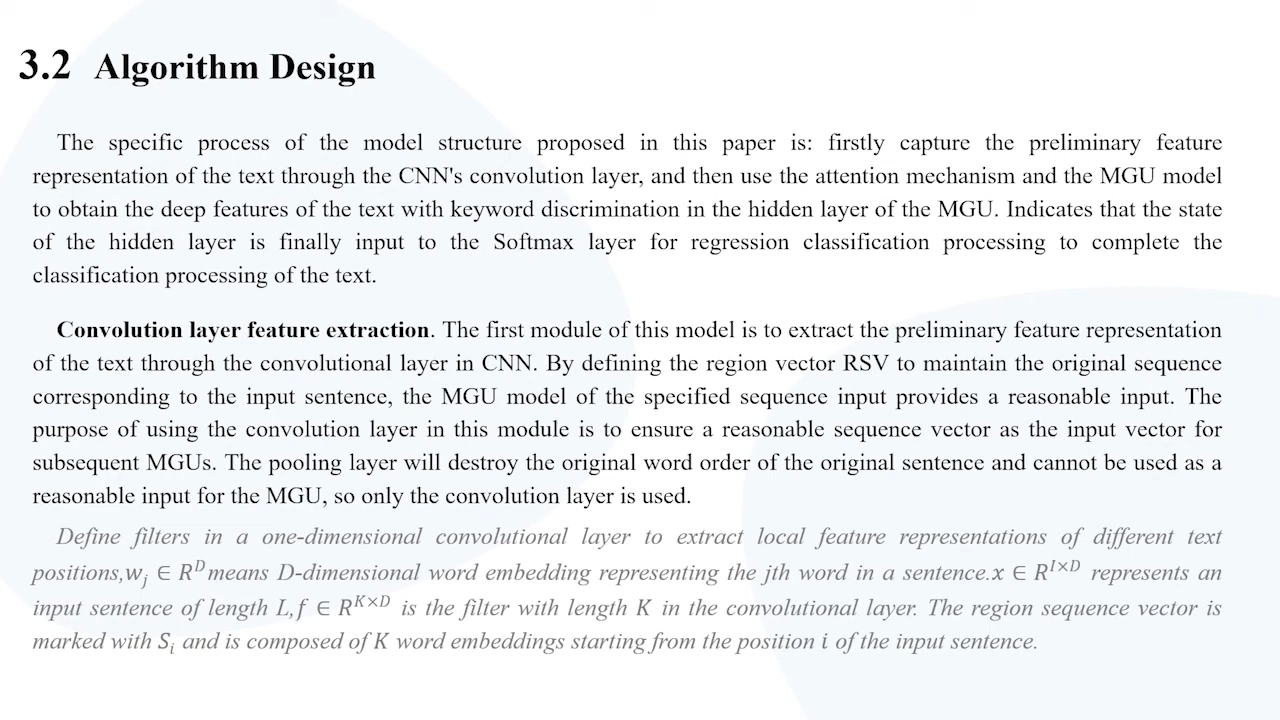 3.2 Algorithm Design
The specific process of the model structure proposed in this paper is: firstly capture the preliminary feature
representation of the text through the CNN's convolution layer, and then use the attention mechanism and the MGU model
to obtain the deep features of the text with keyword discrimination in the hidden layer of the MGU. Indicates that the state
of the hidden layer is finally input to the Softmax layer for regression classification processing to complete the
classification processing of the text.
Convolution layer feature extraction. The first module of this model is to extract the preliminary feature representation
of the text through the convolutional layer in CNN. By defining the region vector RSV to maintain the original sequence
corresponding to the input sentence, the MGU model of the specified sequence input provides a reasonable input. The
purpose of using the convolution layer in this module is to ensure a reasonable sequence vector as the input vector for
subsequent MGUs. The pooling layer will destroy the original word order of the original sentence and cannot be used as a
reasonable input for the MGU, so only the convolution layer is used.
Define filters in a one-dimensional convolutional layer to extract local feature representations of different text
positions,w_j ∈ R^D means D-dimensional word embedding representing the jth word in a sentence.x ∈ R^{I×D} represents an
input sentence of length L,f ∈ R^{K×D} is the filter with length K in the convolutional layer. The region sequence vector is
marked with S_i and is composed of K word embeddings starting from the position i of the input sentence.